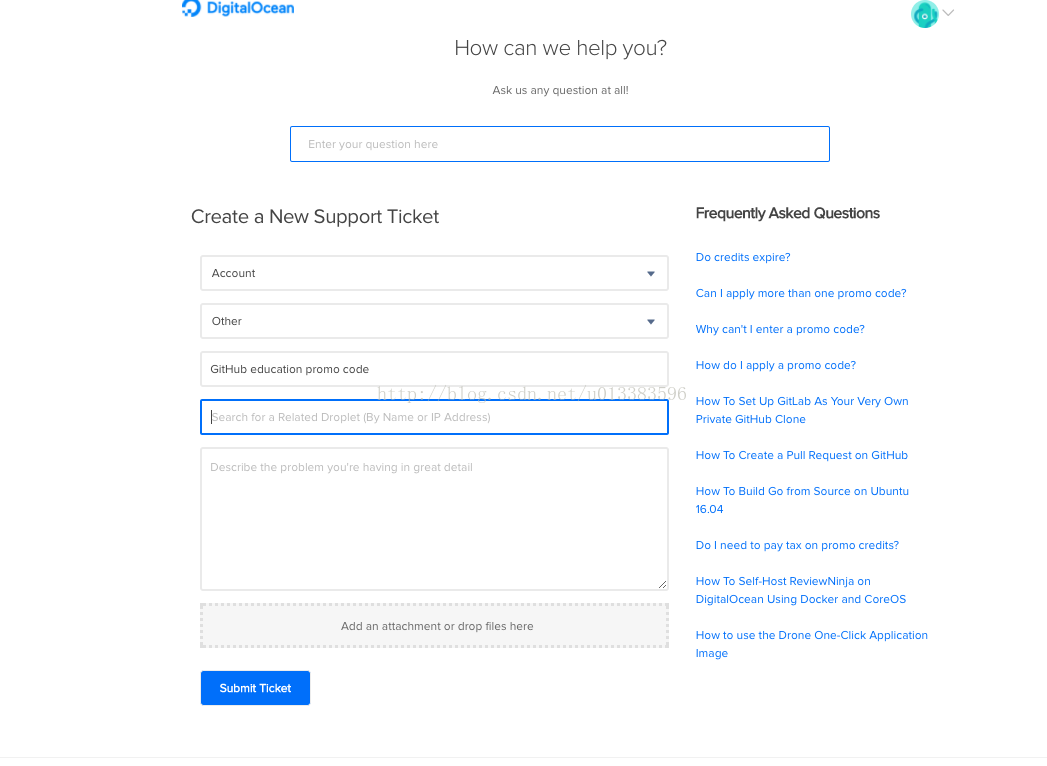 DigitalOcean
How can we help you?
Ask us any question at all!
Enter your question here
Create a New Support Ticket
Account
Other
GitHub education promo code
http://blog.csdn.net/u013383596
Search for a Related Droplet (By Name or IP Address)
Describe the problem you're having in great detail
Add an attachment or drop files here
Submit Ticket
Frequently Asked Questions
Do credits expire?
Can I apply more than one promo code?
Why can't I enter a promo code?
How do I apply a promo code?
How To Set Up GitLab As Your Very Own
Private GitHub Clone
How To Create a Pull Request on GitHub
How To Build Go from Source on Ubuntu
16.04
Do I need to pay tax on promo credits?
How To Self-Host ReviewNinja on
DigitalOcean Using Docker and CoreOS
How to use the Drone One-Click Application
Image